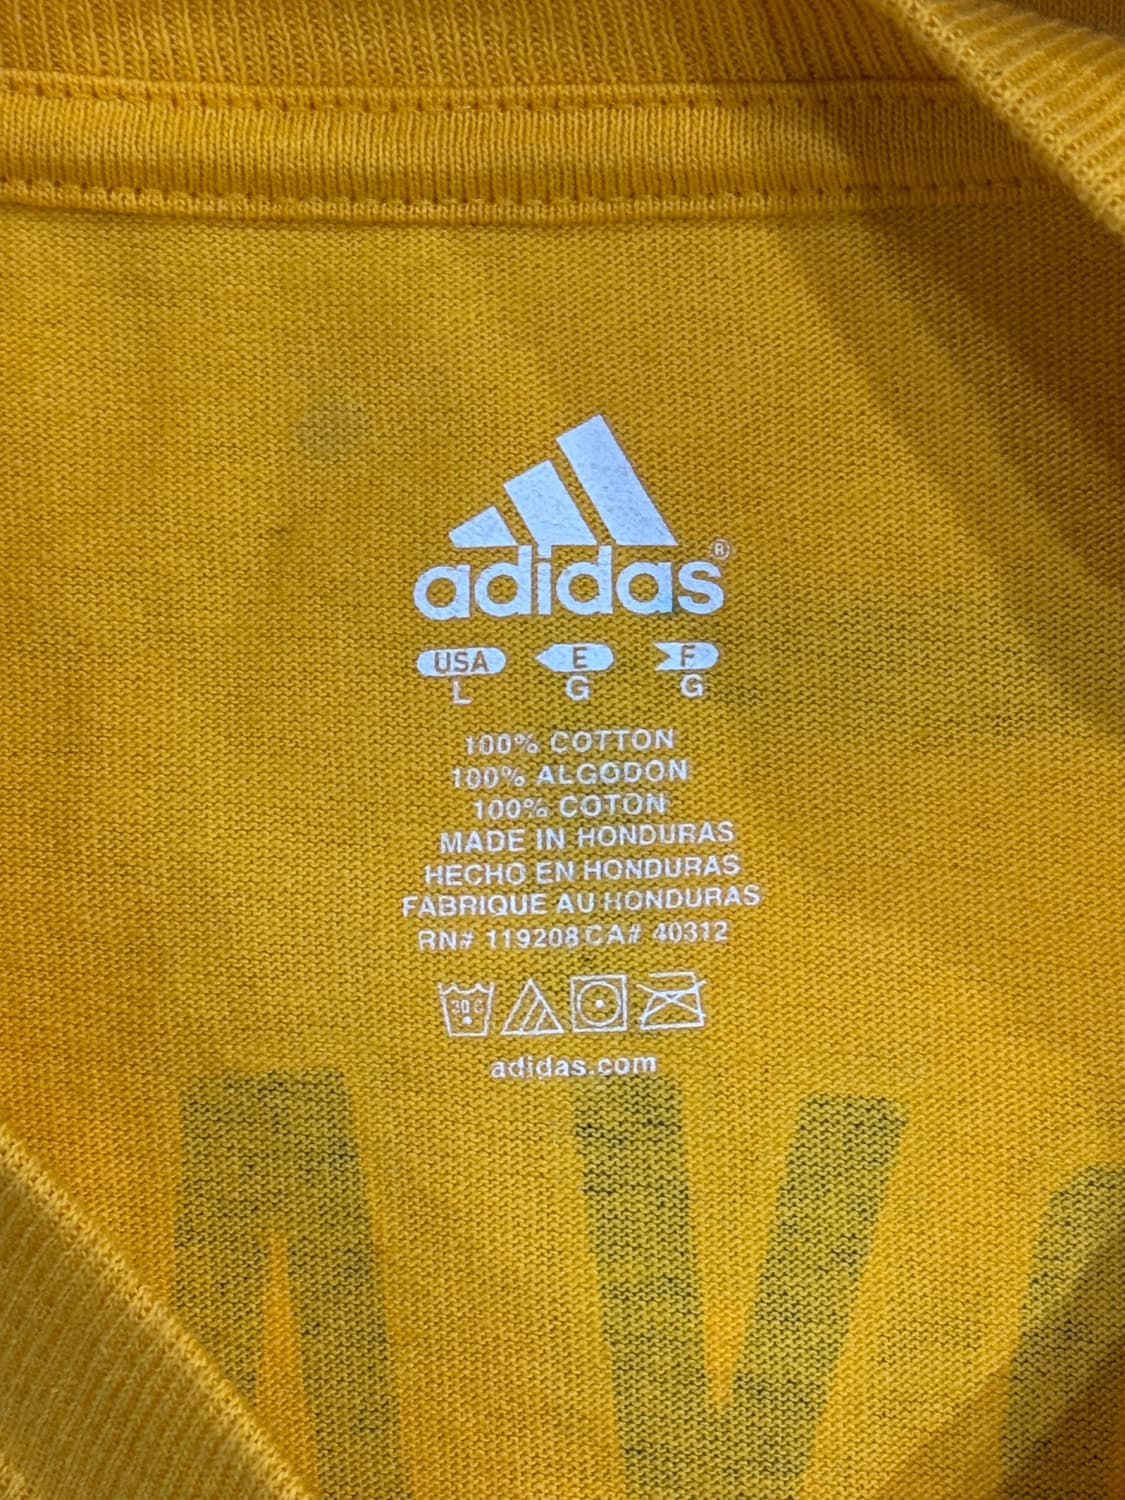 adidas®
USA E F
L G G
100% COTTON
100% ALGODON
100% COTON
MADE IN HONDURAS
HECHO EN HONDURAS
FABRIQUE AU HONDURAS
RN# 119208 CA# 40312
30 C
adidas.com